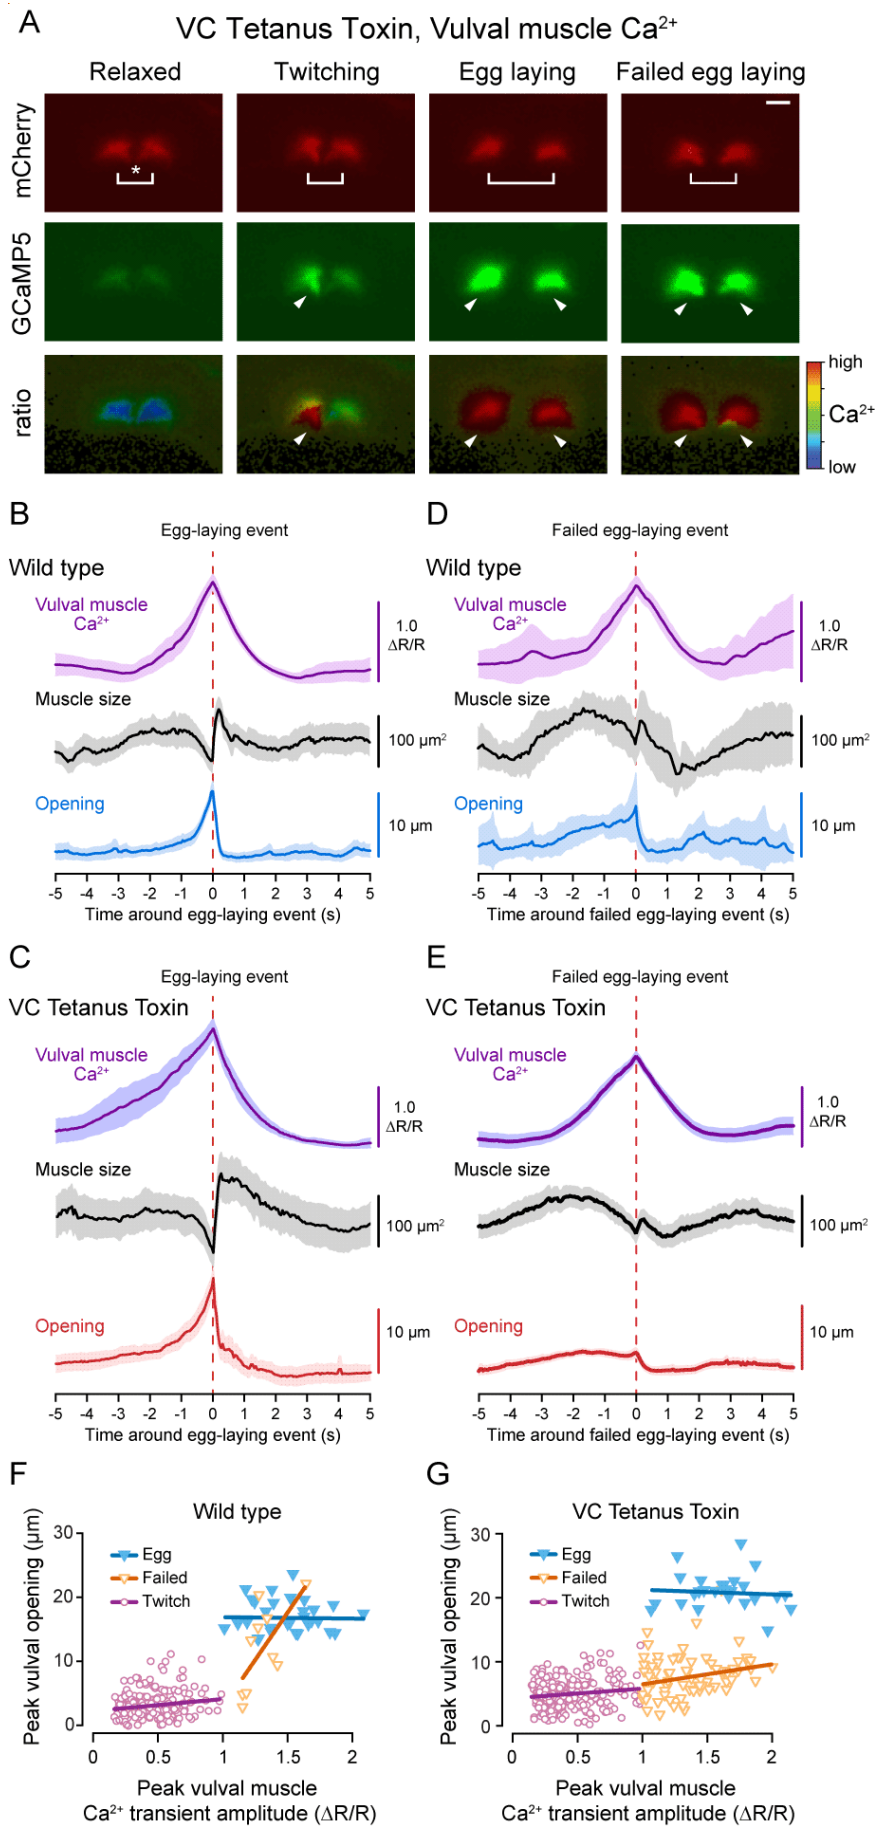 A
VC Tetanus Toxin, Vulval muscle Ca²⁺
Relaxed Twitching Egg laying Failed egg laying
mCherry
*
GCaMP5
ratio
high
Ca²⁺
low
B
Egg-laying event
Wild type
Vulval muscle
Ca²⁺
1.0
ΔR/R
Muscle size
100 µm²
Opening
10 µm
-5 -4 -3 -2 -1 0 1 2 3 4 5
Time around egg-laying event (s)
D
Failed egg-laying event
Wild type
Vulval muscle
Ca²⁺
1.0
ΔR/R
Muscle size
100 µm²
Opening
10 µm
-5 -4 -3 -2 -1 0 1 2 3 4 5
Time around failed egg-laying event (s)
C
Egg-laying event
VC Tetanus Toxin
Vulval muscle
Ca²⁺
1.0
ΔR/R
Muscle size
100 µm²
Opening
10 µm
-5 -4 -3 -2 -1 0 1 2 3 4 5
Time around egg-laying event (s)
E
Failed egg-laying event
VC Tetanus Toxin
Vulval muscle
Ca²⁺
1.0
ΔR/R
Muscle size
100 µm²
Opening
10 µm
-5 -4 -3 -2 -1 0 1 2 3 4 5
Time around failed egg-laying event (s)
F
Wild type
Peak vulval opening (µm)
30
20
10
0
Egg
Failed
Twitch
0 0.5 1 1.5 2
Peak vulval muscle
Ca²⁺ transient amplitude (ΔR/R)
G
VC Tetanus Toxin
Peak vulval opening (µm)
30
20
10
0
Egg
Failed
Twitch
0 0.5 1 1.5 2
Peak vulval muscle
Ca²⁺ transient amplitude (ΔR/R)